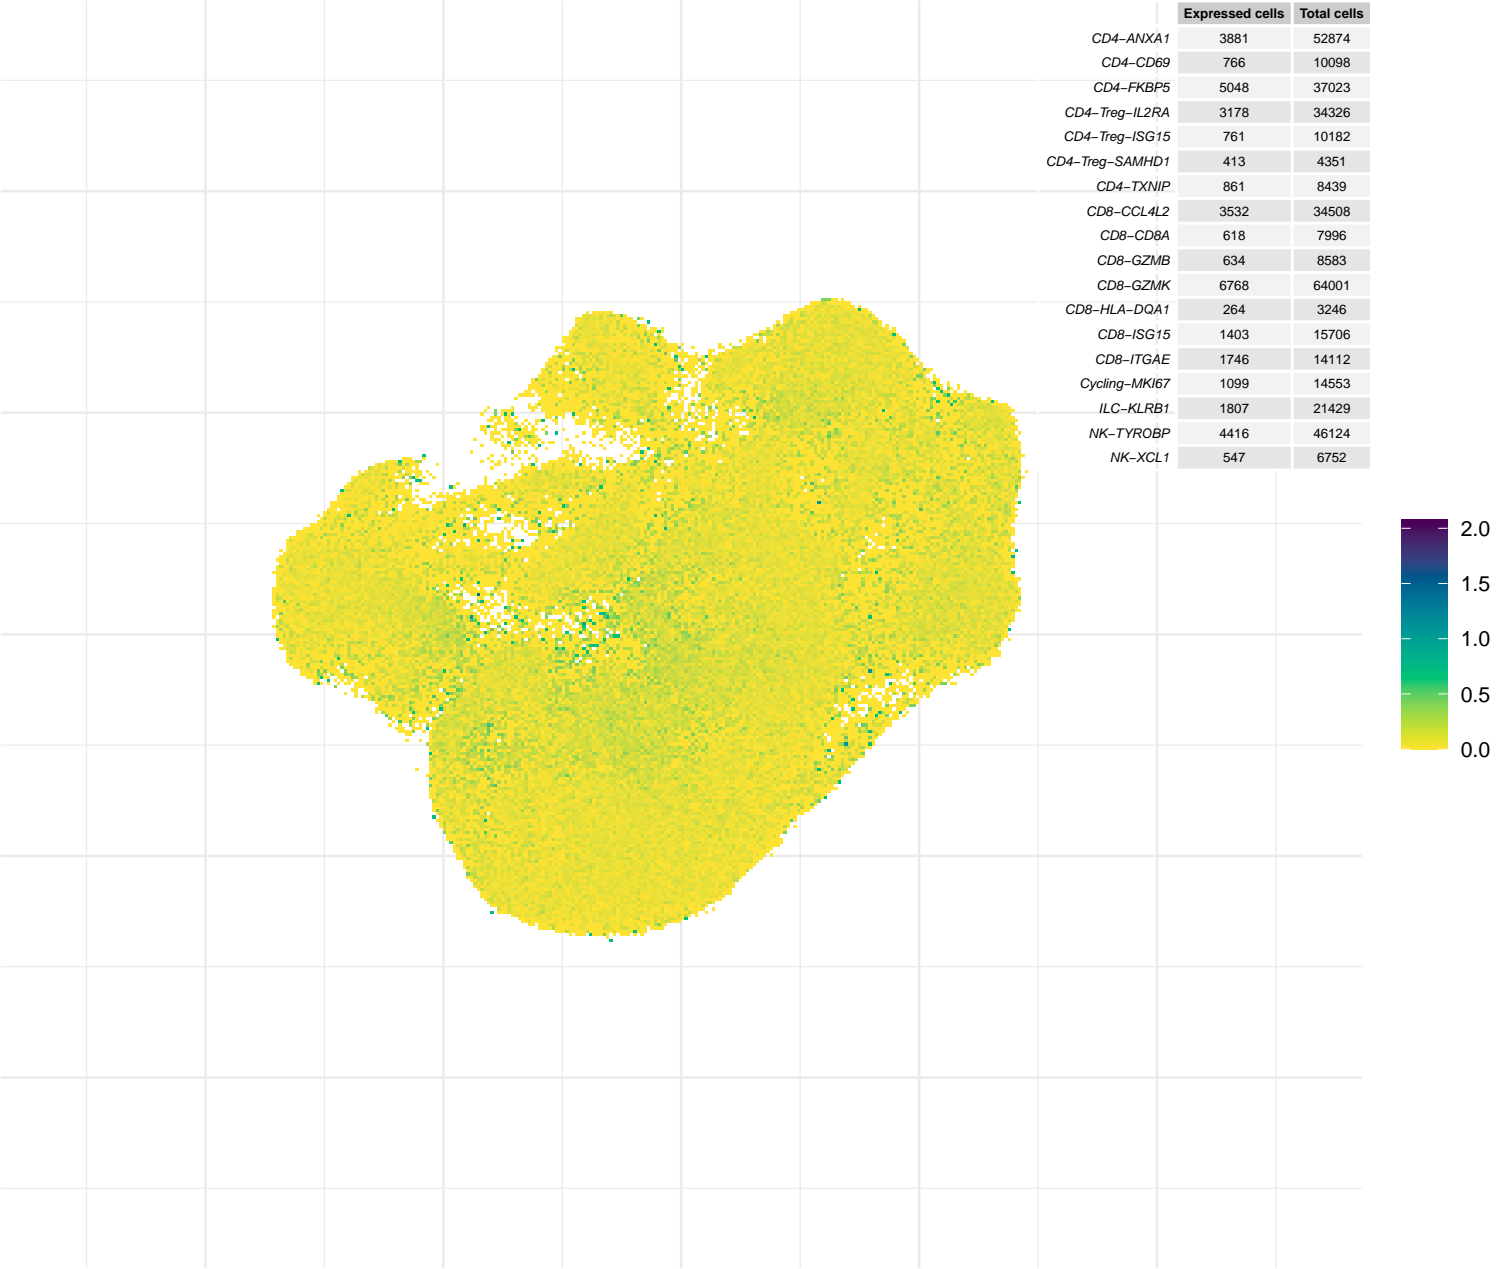 Expressed cells Total cells
CD4−ANXA1 3881 52874
CD4−CD69 766 10098
CD4−FKBP5 5048 37023
CD4−Treg−IL2RA 3178 34326
CD4−Treg−ISG15 761 10182
CD4−Treg−SAMHD1 413 4351
CD4−TXNIP 861 8439
CD8−CCL4L2 3532 34508
CD8−CD8A 618 7996
CD8−GZMB 634 8583
CD8−GZMK 6768 64001
CD8−HLA−DQA1 264 3246
CD8−ISG15 1403 15706
CD8−ITGAE 1746 14112
Cycling−MKI67 1099 14553
ILC−KLRB1 1807 21429
NK−TYROBP 4416 46124
NK−XCL1 547 6752
2.0
1.5
1.0
0.5
0.0